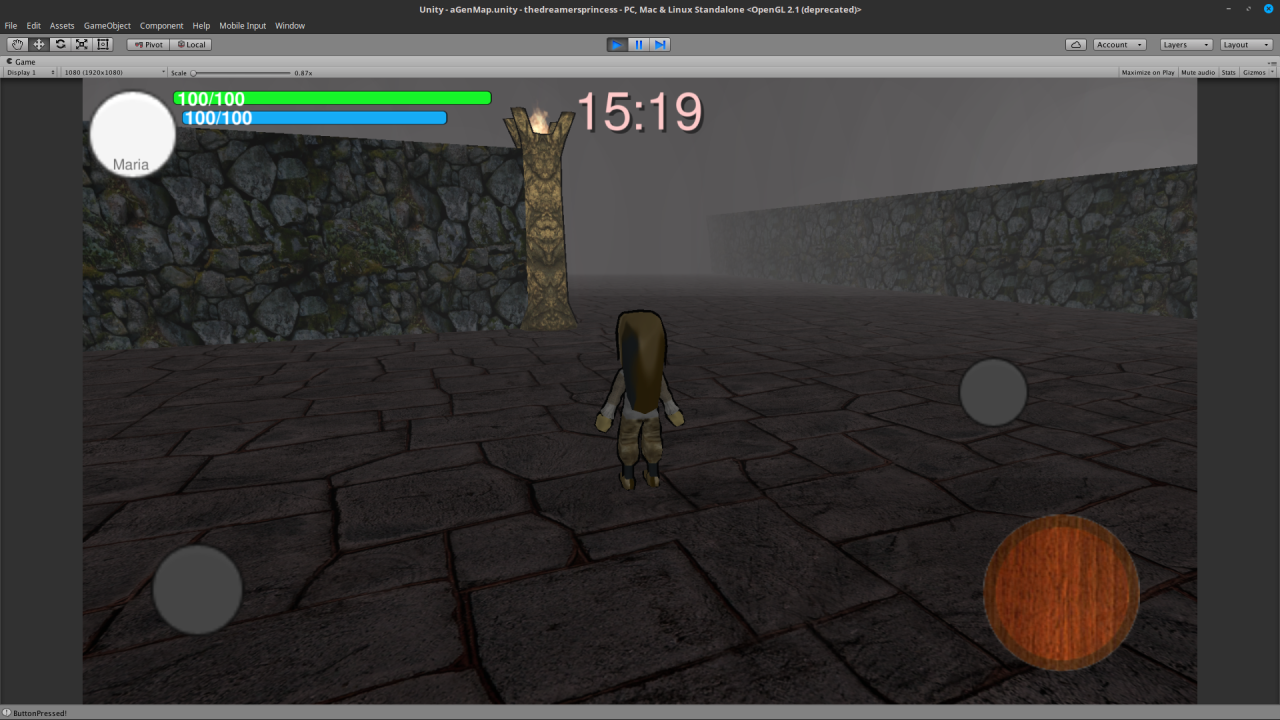 Unity - aGenMap.unity - thedreamersprincess - PC, Mac & Linux Standalone <OpenGL 2.1 (deprecated)>
File Edit Assets GameObject Component Help Mobile Input Window
Pivot Local Account Layers Layout
Game
Display 1 1080 (1920x1080) Scale 0.87x Maximize on Play Mute audio Stats Gizmos
100/100
100/100
15:19
Maria
ButtonPressed!